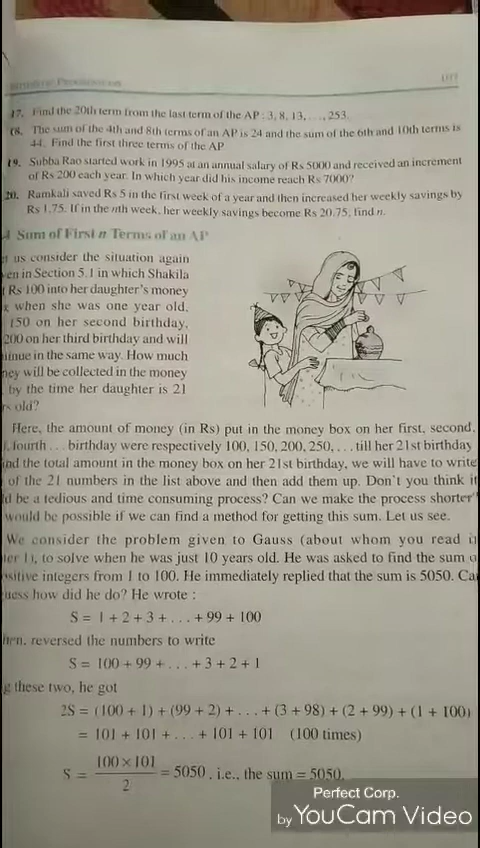 107
17. Find the 20th term from the last term of the AP : 3, 8, 13, . . ., 253.
18. The sum of the 4th and 8th terms of an AP is 24 and the sum of the 6th and 10th terms is
44. Find the first three terms of the AP.
19. Subba Rao started work in 1995 at an annual salary of Rs 5000 and received an increment
of Rs 200 each year. In which year did his income reach Rs 7000?
20. Ramkali saved Rs 5 in the first week of a year and then increased her weekly savings by
Rs 1.75. If in the nth week, her weekly savings become Rs 20.75, find n.
4 Sum of First n Terms of an AP
us consider the situation again
en in Section 5.1 in which Shakila
Rs 100 into her daughter's money
when she was one year old,
150 on her second birthday,
200 on her third birthday and will
tinue in the same way. How much
ney will be collected in the money
by the time her daughter is 21
rs old?
Here, the amount of money (in Rs) put in the money box on her first, second,
fourth . . . birthday were respectively 100, 150, 200, 250, . . . till her 21st birthday
ind the total amount in the money box on her 21st birthday, we will have to write
of the 21 numbers in the list above and then add them up. Don't you think it
ld be a tedious and time consuming process? Can we make the process shorter?
would be possible if we can find a method for getting this sum. Let us see.
We consider the problem given to Gauss (about whom you read i
ter 1), to solve when he was just 10 years old. He was asked to find the sum o
ositive integers from 1 to 100. He immediately replied that the sum is 5050. Ca
uess how did he do? He wrote :
S = 1 + 2 + 3 + . . . + 99 + 100
hen, reversed the numbers to write
S = 100 + 99 + . . . + 3 + 2 + 1
g these two, he got
2S = (100 + 1) + (99 + 2) + . . . + (3 + 98) + (2 + 99) + (1 + 100)
= 101 + 101 + . . . + 101 + 101 (100 times)
S = 100 × 101 / 2 = 5050, i.e., the sum = 5050.
Perfect Corp.
by YouCam Video